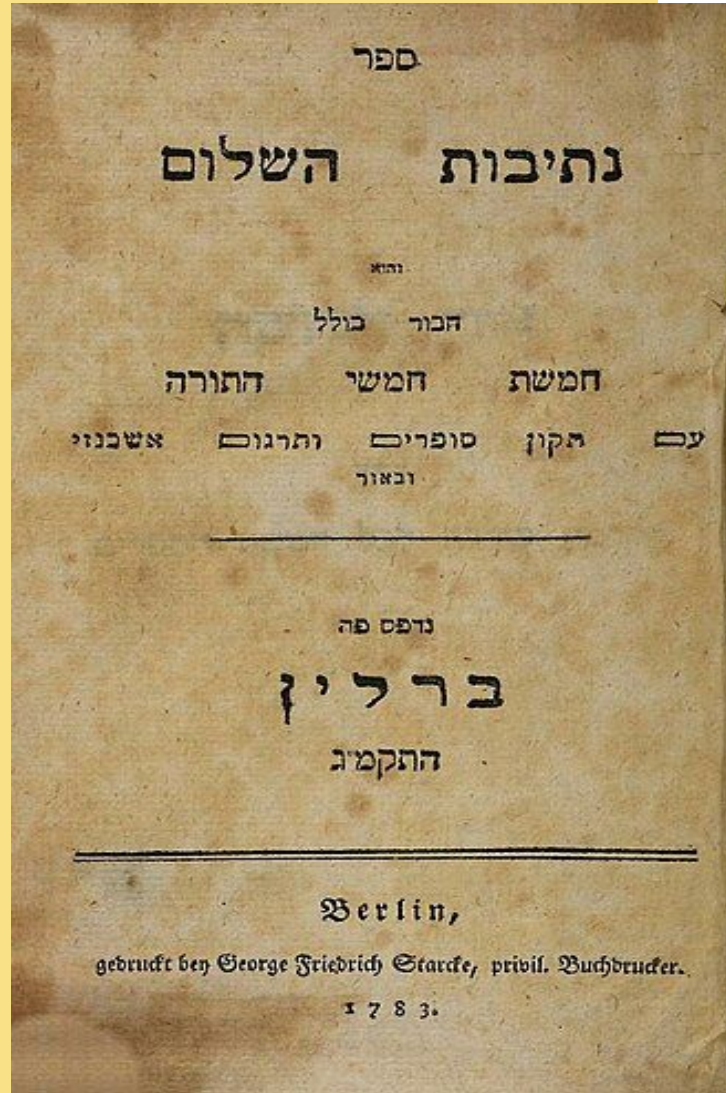 ספר
נתיבות השלום
והוא
חבור כולל
חמשת חמשי התורה
עם תקון סופרים ותרגום אשכנזי
ובאור
נדפס פה
ברלין
התקמ״ג
Berlin,
gedruckt bey George Friedrich Starcke, privil. Buchdrucker.
1783.